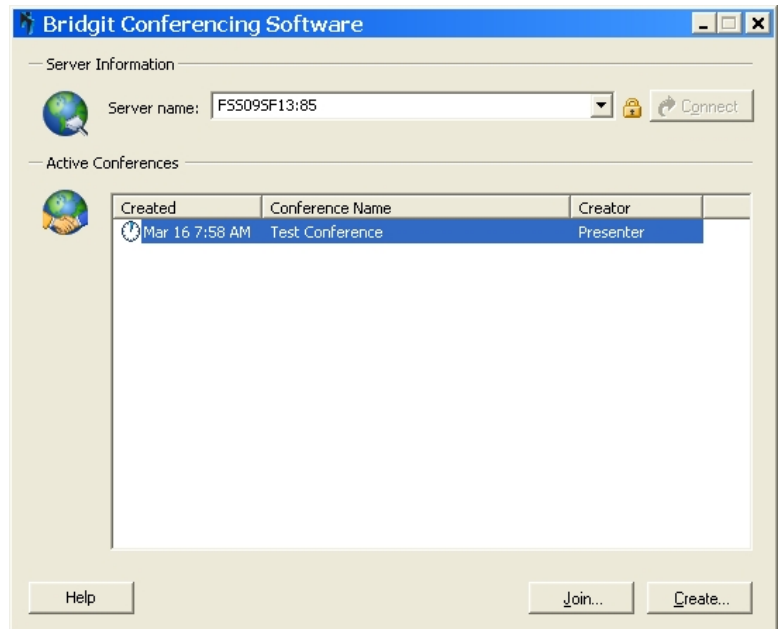 Bridgit Conferencing Software
Server Information
Server name: FSS09SF13:85 Connect
Active Conferences
Created Conference Name Creator
Mar 16 7:58 AM Test Conference Presenter
Help Join... Create...